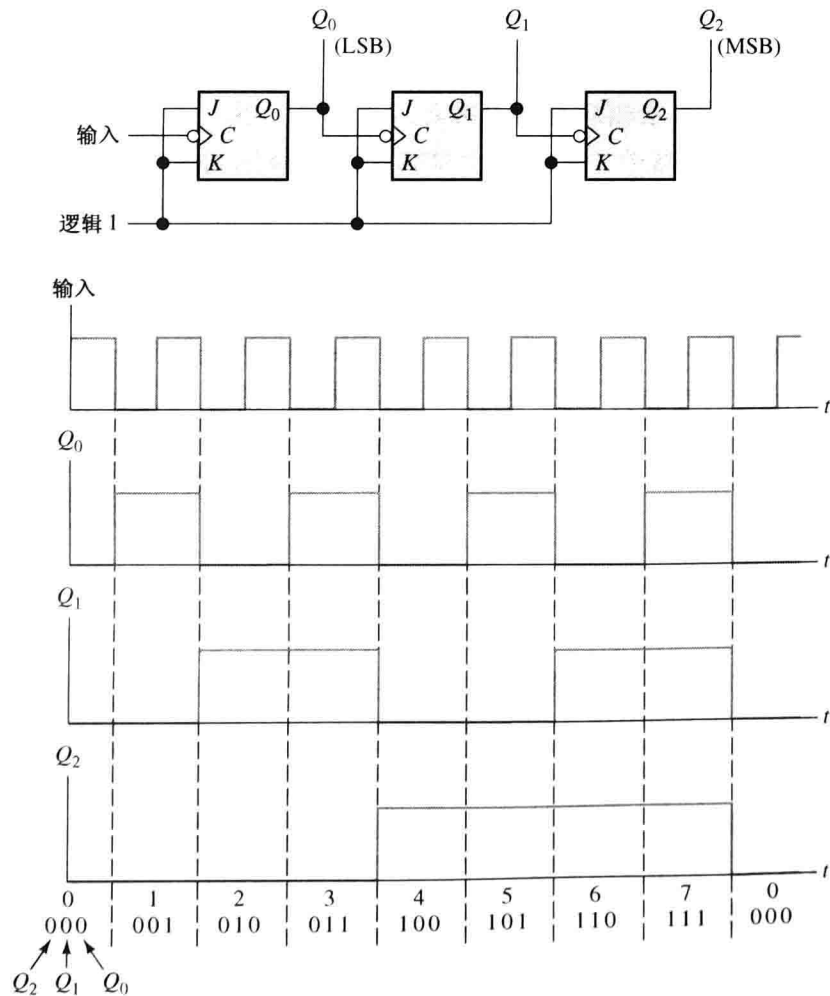 Q₀ Q₁ Q₂
(LSB) (MSB)
J Q₀ J Q₁ J Q₂
输入 C C C
K K K
逻辑 1
输入
t
Q₀
t
Q₁
t
Q₂
t
0 1 2 3 4 5 6 7 0
000 001 010 011 100 101 110 111 000
Q₂ Q₁ Q₀